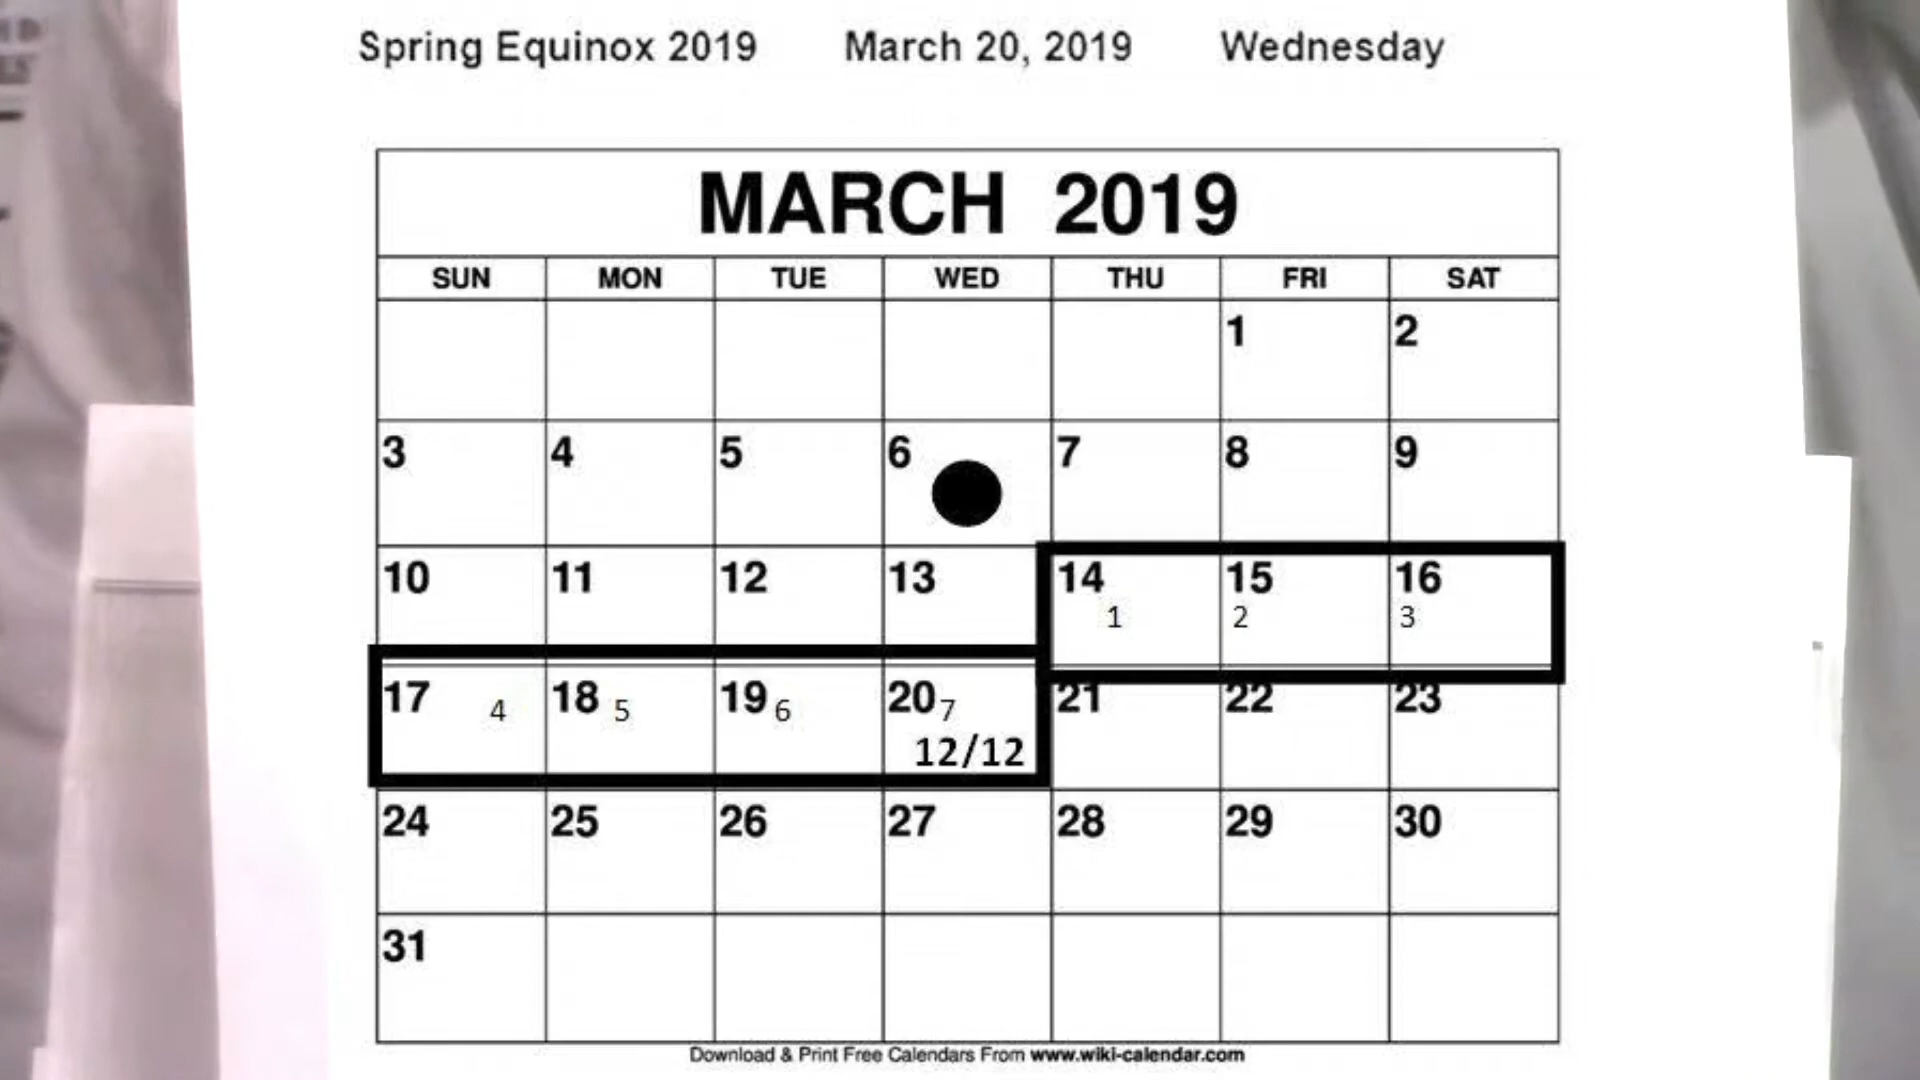 Spring Equinox 2019 March 20, 2019 Wednesday
MARCH 2019
SUN MON TUE WED THU FRI SAT
1 2
3 4 5 6 7 8 9
10 11 12 13 14 15 16
1 2 3
17 4 18 5 19 6 20 7 21 22 23
12/12
24 25 26 27 28 29 30
31
Download & Print Free Calendars From www.wiki-calendar.com